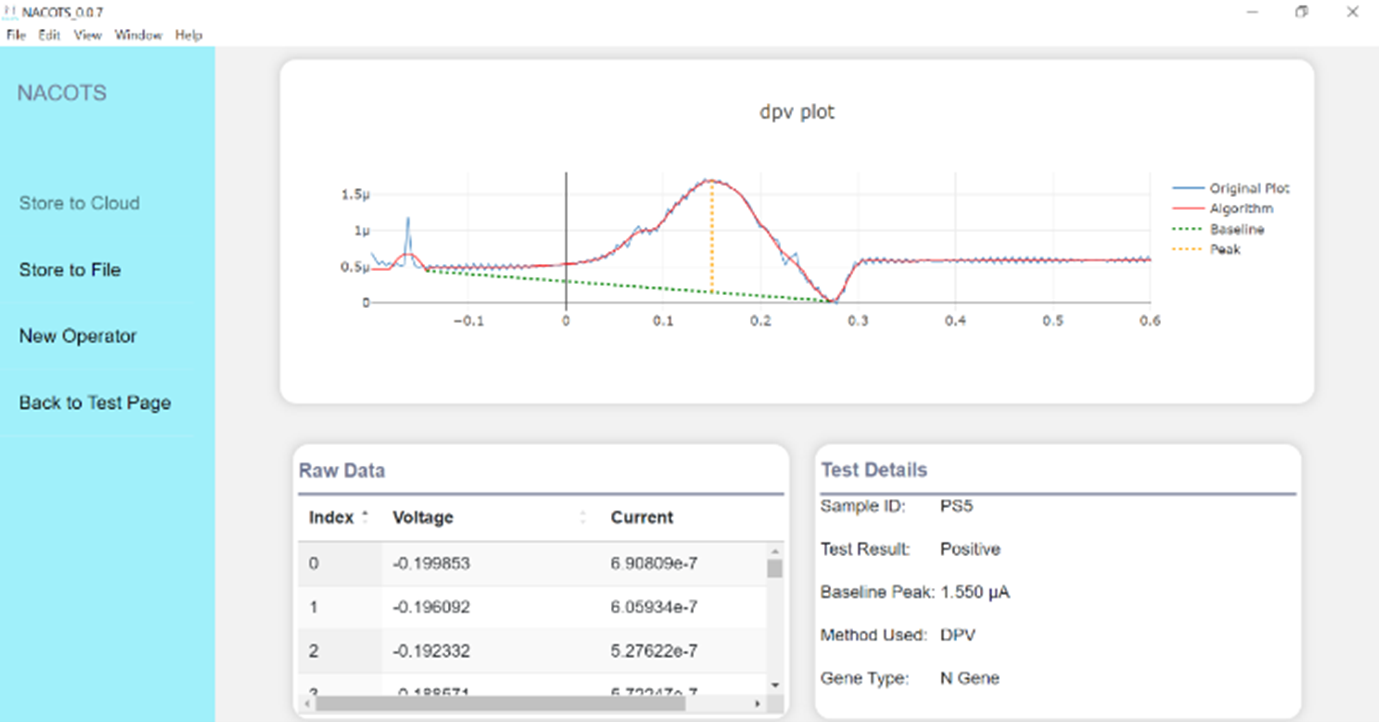 NACOTS_0.0.7
File Edit View Window Help
NACOTS
Store to Cloud
Store to File
New Operator
Back to Test Page
dpv plot
1.5μ
1μ
0.5μ
0
−0.1 0 0.1 0.2 0.3 0.4 0.5 0.6
Original Plot
Algorithm
Baseline
Peak
Raw Data
Index Voltage Current
0 -0.199853 6.90809e-7
1 -0.196092 6.05934e-7
2 -0.192332 5.27622e-7
Test Details
Sample ID: PS5
Test Result: Positive
Baseline Peak: 1.550 μA
Method Used: DPV
Gene Type: N Gene